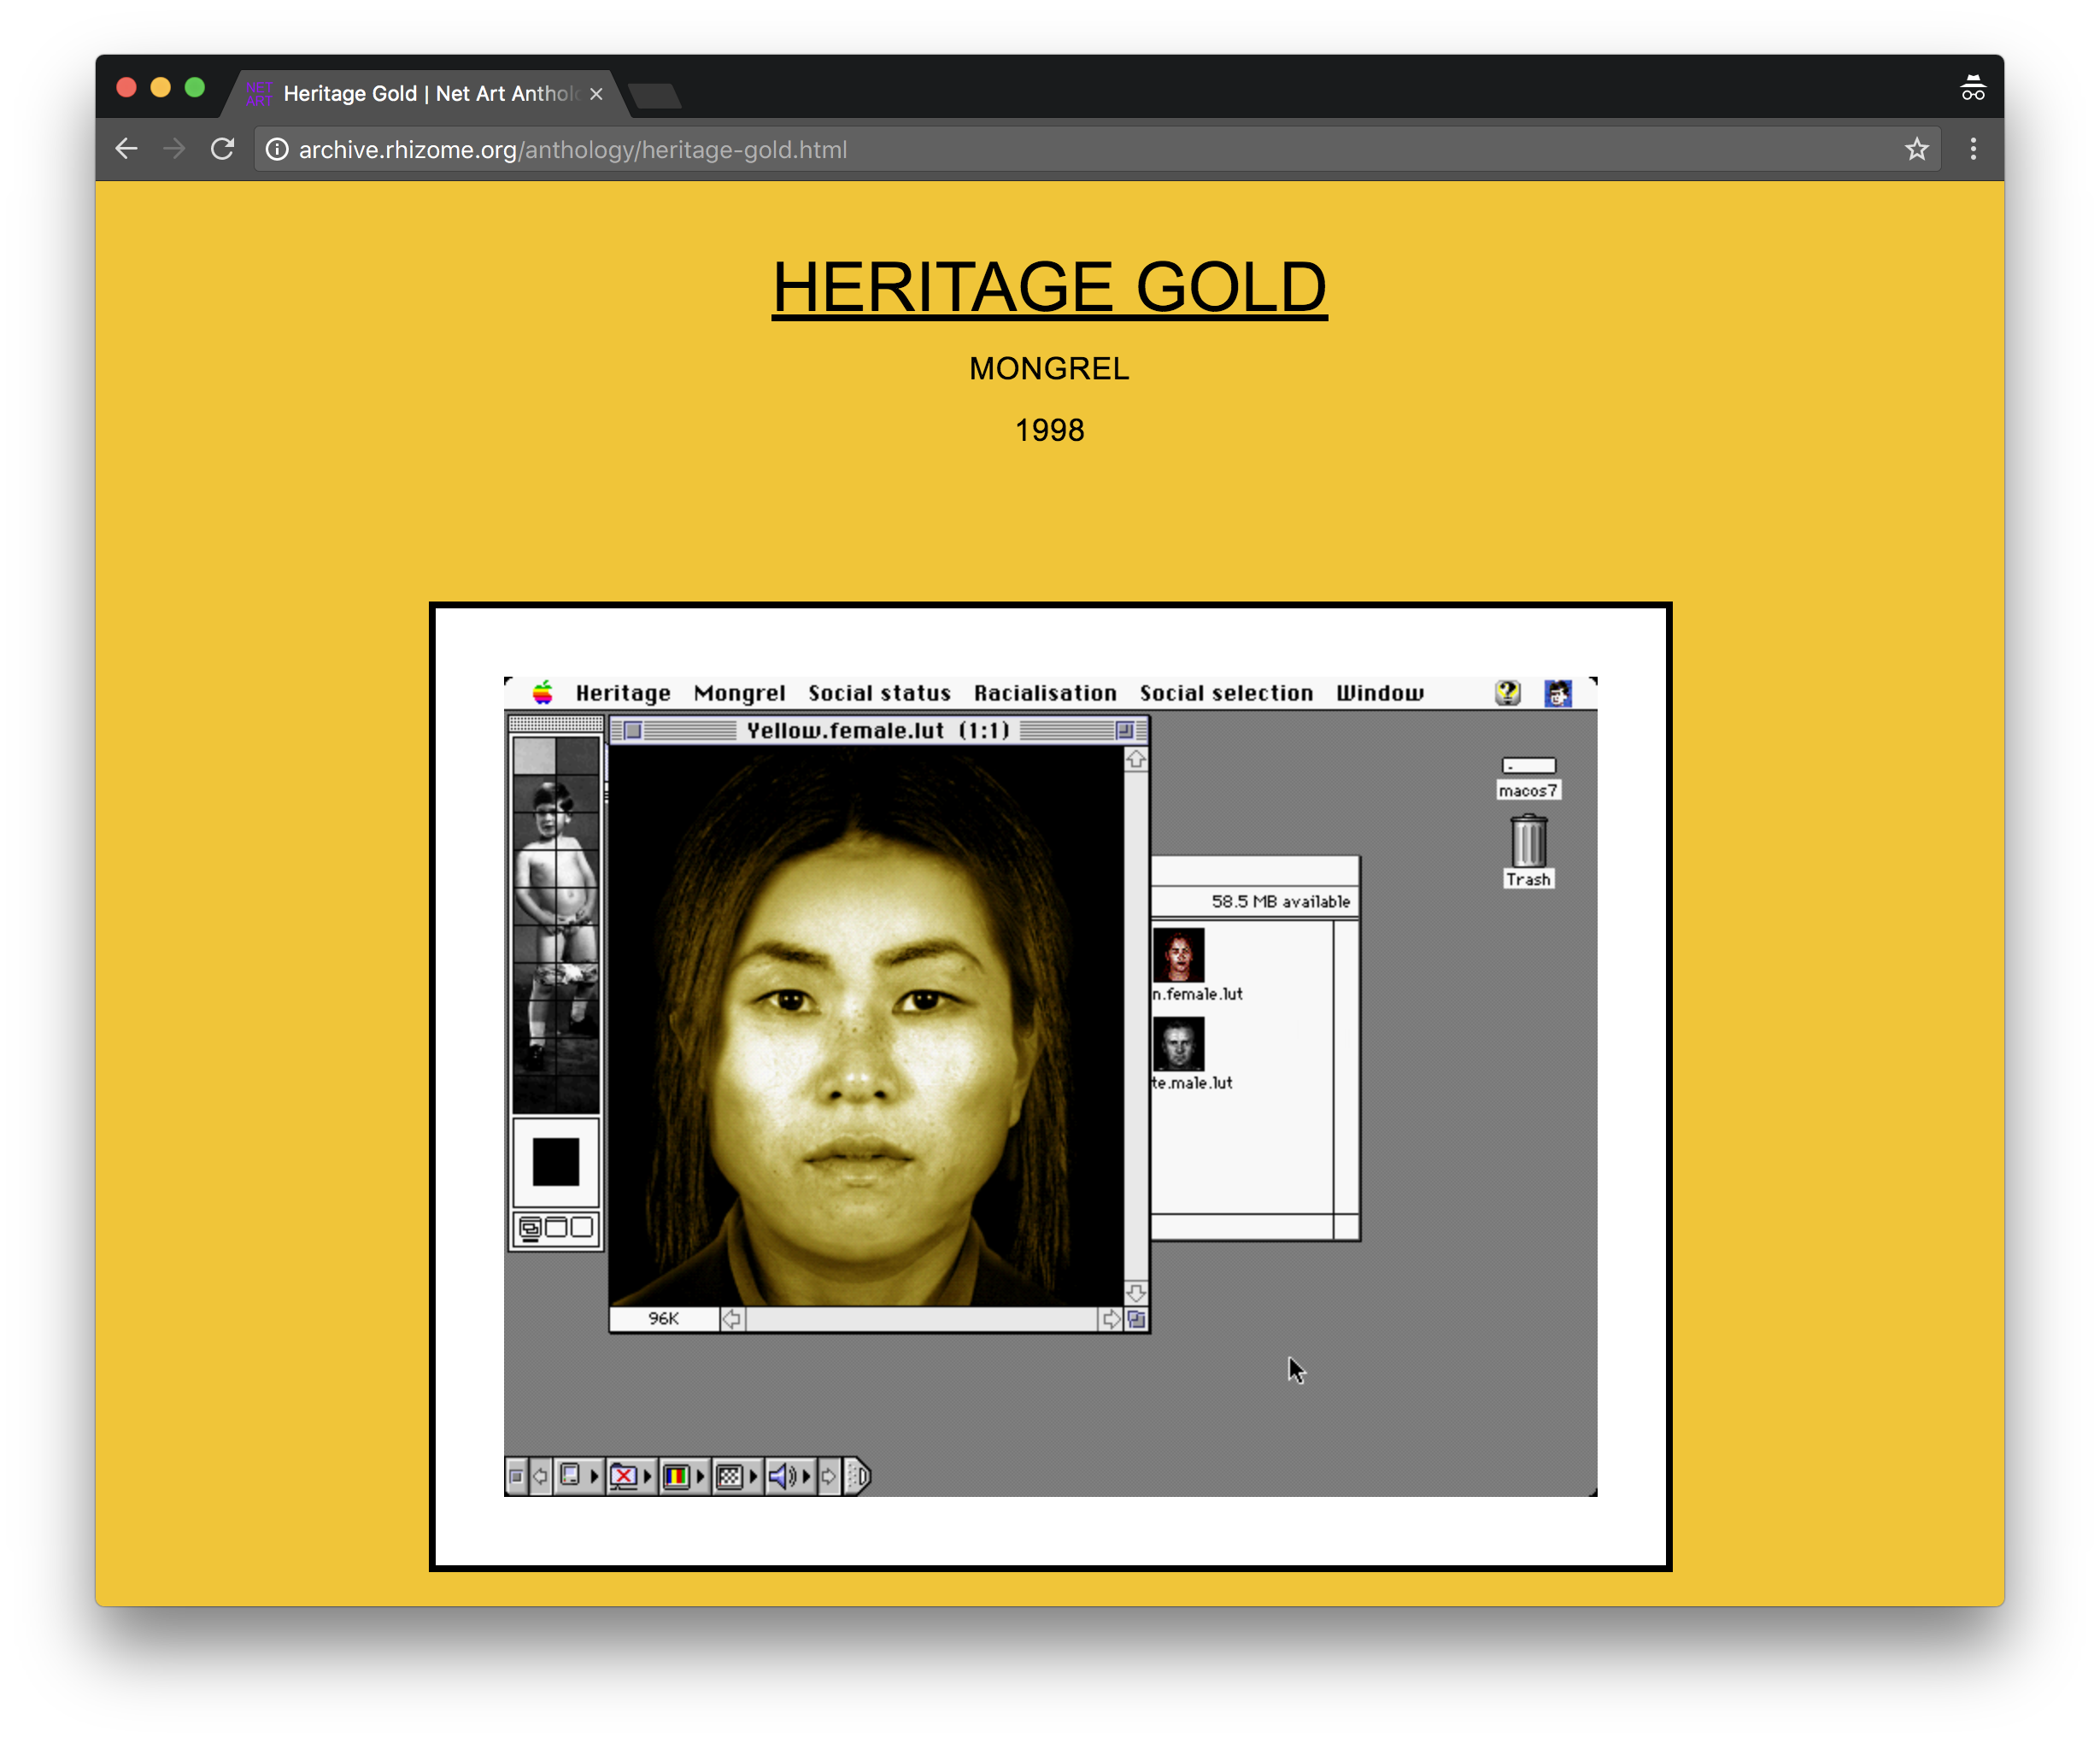 NET
ART
Heritage Gold | Net Art Anthol
archive.rhizome.org/anthology/heritage-gold.html
HERITAGE GOLD
MONGREL
1998
Heritage Mongrel Social status Racialisation Social selection Window
Yellow.female.lut (1:1)
macos7
Trash
58.5 MB available
n.female.lut
te.male.lut
96K